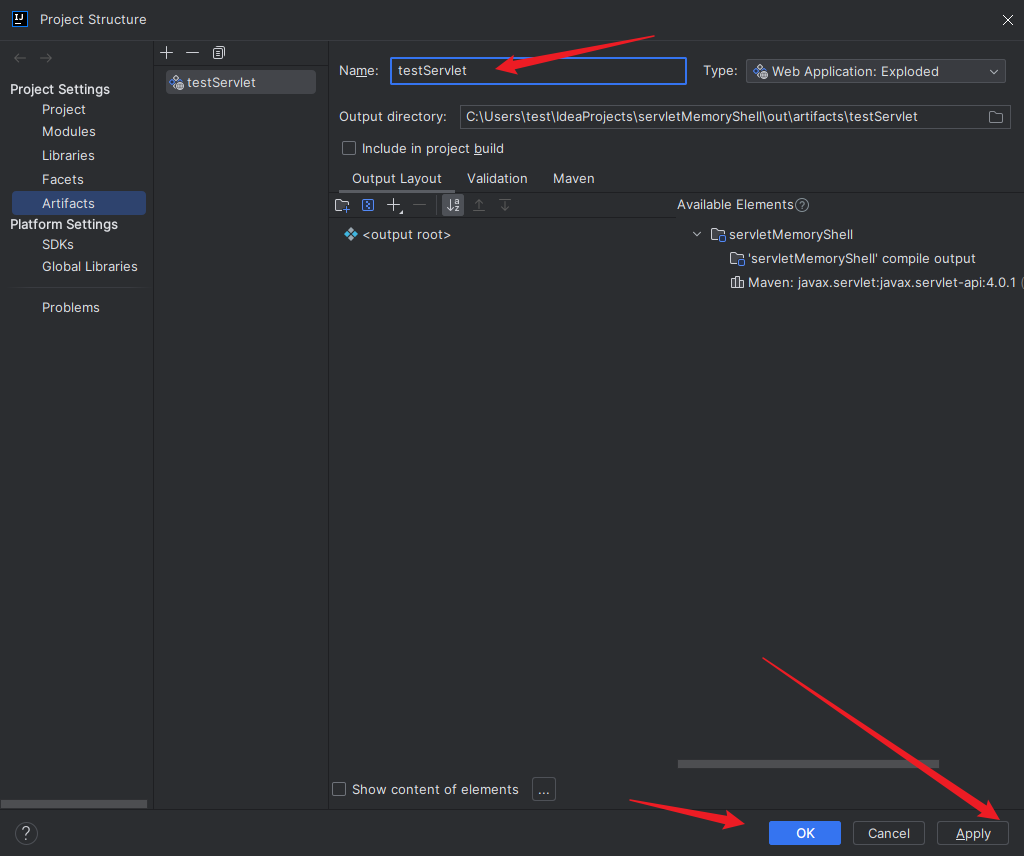 Project Structure
Project Settings
Project
Modules
Libraries
Facets
Artifacts
Platform Settings
SDKs
Global Libraries
Problems
testServlet
Name: testServlet Type: Web Application: Exploded
Output directory: C:\Users\test\IdeaProjects\servletMemoryShell\out\artifacts\testServlet
Include in project build
Output Layout Validation Maven
Available Elements
<output root>
servletMemoryShell
'servletMemoryShell' compile output
Maven: javax.servlet:javax.servlet-api:4.0.1 (
Show content of elements ...
? OK Cancel Apply